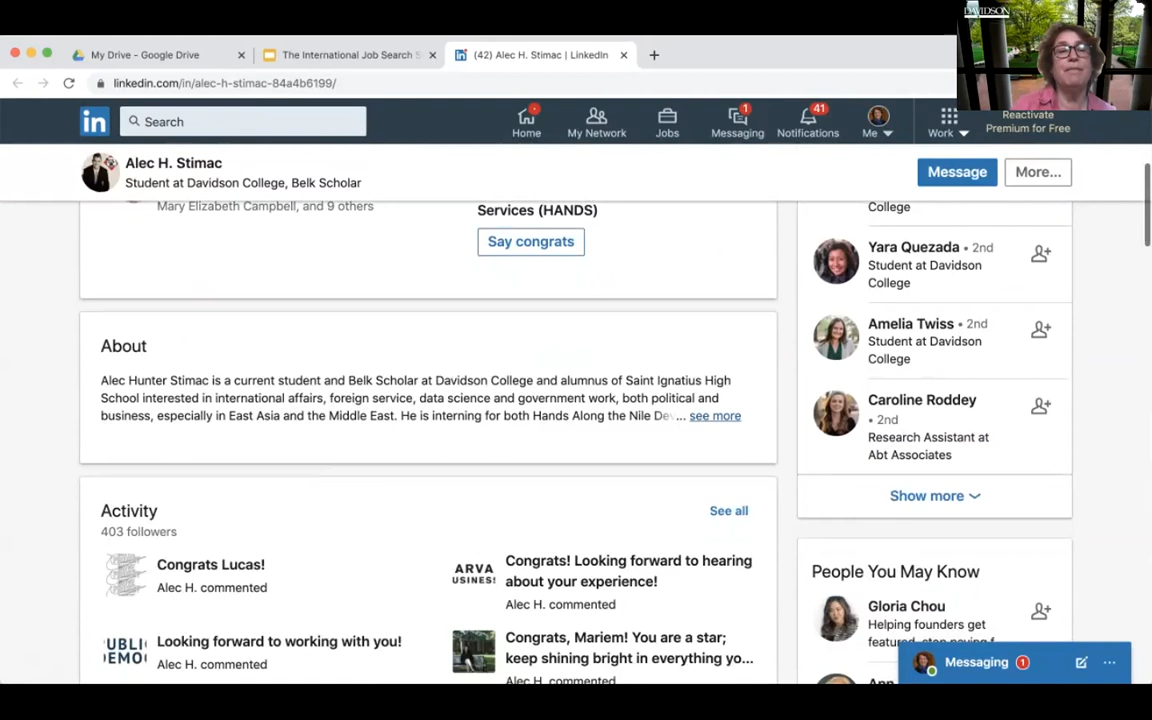 DAVIDSON
My Drive - Google Drive
The International Job Search S
(42) Alec H. Stimac | LinkedIn
linkedin.com/in/alec-h-stimac-84a4b6199/
in
Search
Home
My Network
Jobs
1
Messaging
41
Notifications
Me
Work
Reactivate
Premium for Free
Alec H. Stimac
Student at Davidson College, Belk Scholar
Message
More...
Mary Elizabeth Campbell, and 9 others
Services (HANDS)
Say congrats
College
Yara Quezada • 2nd
Student at Davidson
College
Amelia Twiss • 2nd
Student at Davidson
College
Caroline Roddey
• 2nd
Research Assistant at
Abt Associates
Show more
About
Alec Hunter Stimac is a current student and Belk Scholar at Davidson College and alumnus of Saint Ignatius High
School interested in international affairs, foreign service, data science and government work, both political and
business, especially in East Asia and the Middle East. He is interning for both Hands Along the Nile De... see more
Activity
See all
403 followers
Congrats Lucas!
Alec H. commented
ARVA
USINESS
Congrats! Looking forward to hearing
about your experience!
Alec H. commented
UBLI
DEMO
Looking forward to working with you!
Alec H. commented
Congrats, Mariem! You are a star;
keep shining bright in everything yo...
Alec H. commented
People You May Know
Gloria Chou
Helping founders get
Messaging 1